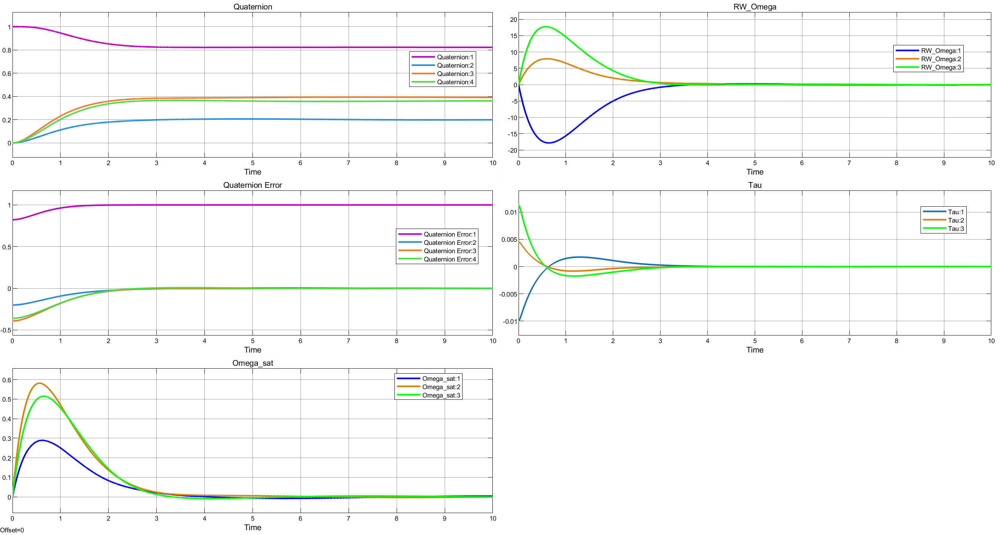 Quaternion
1
0.8
0.6
0.4
0.2
0
0 1 2 3 4 5 6 7 8 9 10
Time
Quaternion:1
Quaternion:2
Quaternion:3
Quaternion:4
RW_Omega
20
15
10
5
0
-5
-10
-15
-20
0 1 2 3 4 5 6 7 8 9 10
Time
RW_Omega:1
RW_Omega:2
RW_Omega:3
Quaternion Error
1
0.5
0
-0.5
0 1 2 3 4 5 6 7 8 9 10
Time
Quaternion Error:1
Quaternion Error:2
Quaternion Error:3
Quaternion Error:4
Tau
0.01
0.005
0
-0.005
-0.01
0 1 2 3 4 5 6 7 8 9 10
Time
Tau:1
Tau:2
Tau:3
Omega_sat
0.6
0.5
0.4
0.3
0.2
0.1
0
0 1 2 3 4 5 6 7 8 9 10
Time
Omega_sat:1
Omega_sat:2
Omega_sat:3
Offset=0